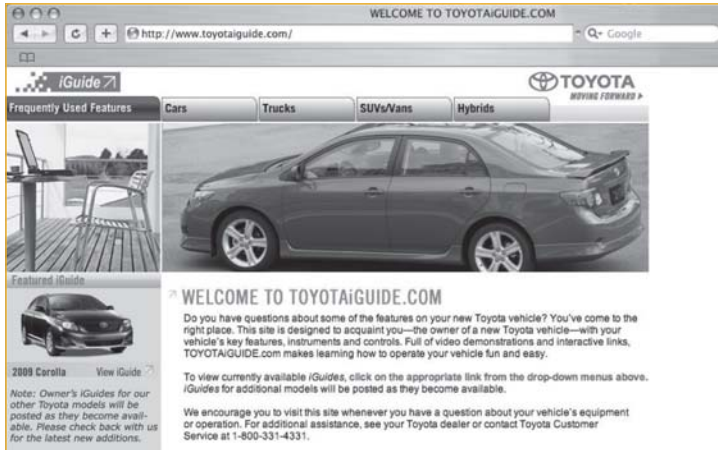 WELCOME TO TOYOTAiGUIDE.COM
http://www.toyotaiguide.com/
Google
iGuide
TOYOTA
MOVING FORWARD
Frequently Used Features
Cars
Trucks
SUVs/Vans
Hybrids
Featured iGuide
2009 Corolla View iGuide
Note: Owner's iGuides for our
other Toyota models will be
posted as they become avail-
able. Please check back with us
for the latest new additions.
WELCOME TO TOYOTAiGUIDE.COM
Do you have questions about some of the features on your new Toyota vehicle? You've come to the
right place. This site is designed to acquaint you—the owner of a new Toyota vehicle—with your
vehicle's key features, instruments and controls. Full of video demonstrations and interactive links,
TOYOTAiGUIDE.com makes learning how to operate your vehicle fun and easy.
To view currently available iGuides, click on the appropriate link from the drop-down menus above.
iGuides for additional models will be posted as they become available.
We encourage you to visit this site whenever you have a question about your vehicle's equipment
or operation. For additional assistance, see your Toyota dealer or contact Toyota Customer
Service at 1-800-331-4331.